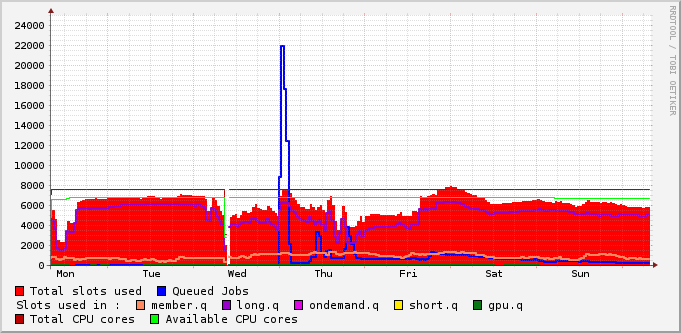 RRDTOOL / TOBI OETIKER
24000
22000
20000
18000
16000
14000
12000
10000
8000
6000
4000
2000
0
Mon Tue Wed Thu Fri Sat Sun
Total slots used Queued Jobs
Slots used in : member.q long.q ondemand.q short.q gpu.q
Total CPU cores Available CPU cores